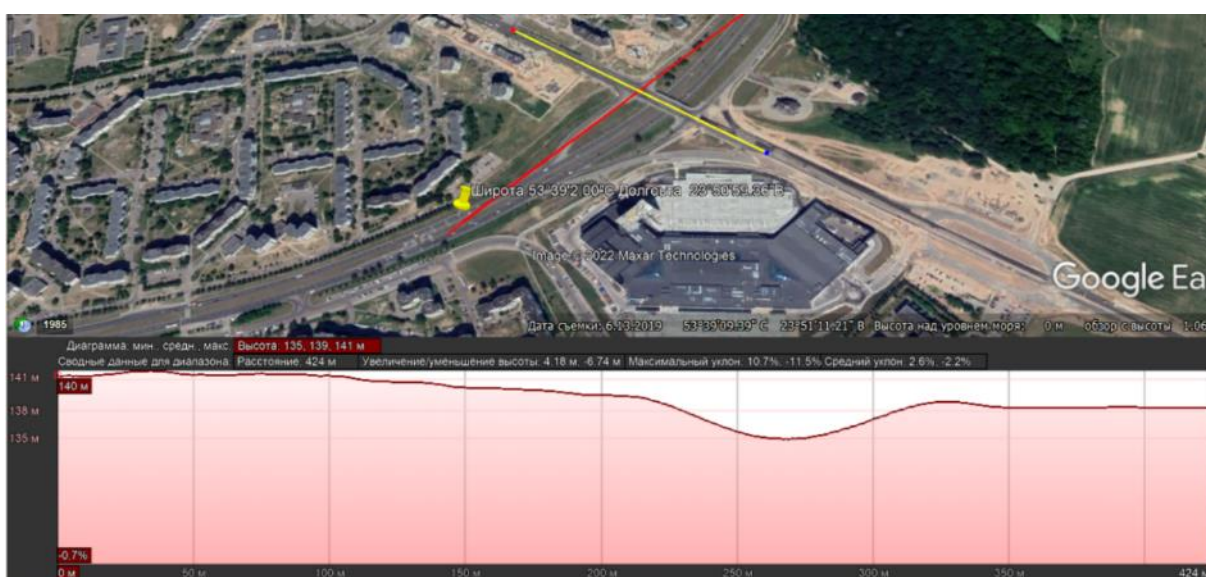 Широта 53°39'2.00"С Долгота 23°50'59.26"В
Image © 2022 Maxar Technologies
Google Ea
1985
Дата съемки: 6.13.2019 53°39'09.39" С 23°51'11.21" В Высота над уровнем моря: 0 м обзор с высоты 1.06
Диаграмма: мин., средн., макс. Высота: 135, 139, 141 м
Сводные данные для диапазона: Расстояние: 424 м Увеличение/уменьшение высоты: 4.18 м, -6.74 м Максимальный уклон: 10.7%, -11.5% Средний уклон: 2.6%, -2.2%
141 м
140 м
138 м
135 м
-0.7%
0 м 50 м 100 м 150 м 200 м 250 м 300 м 350 м 424 м